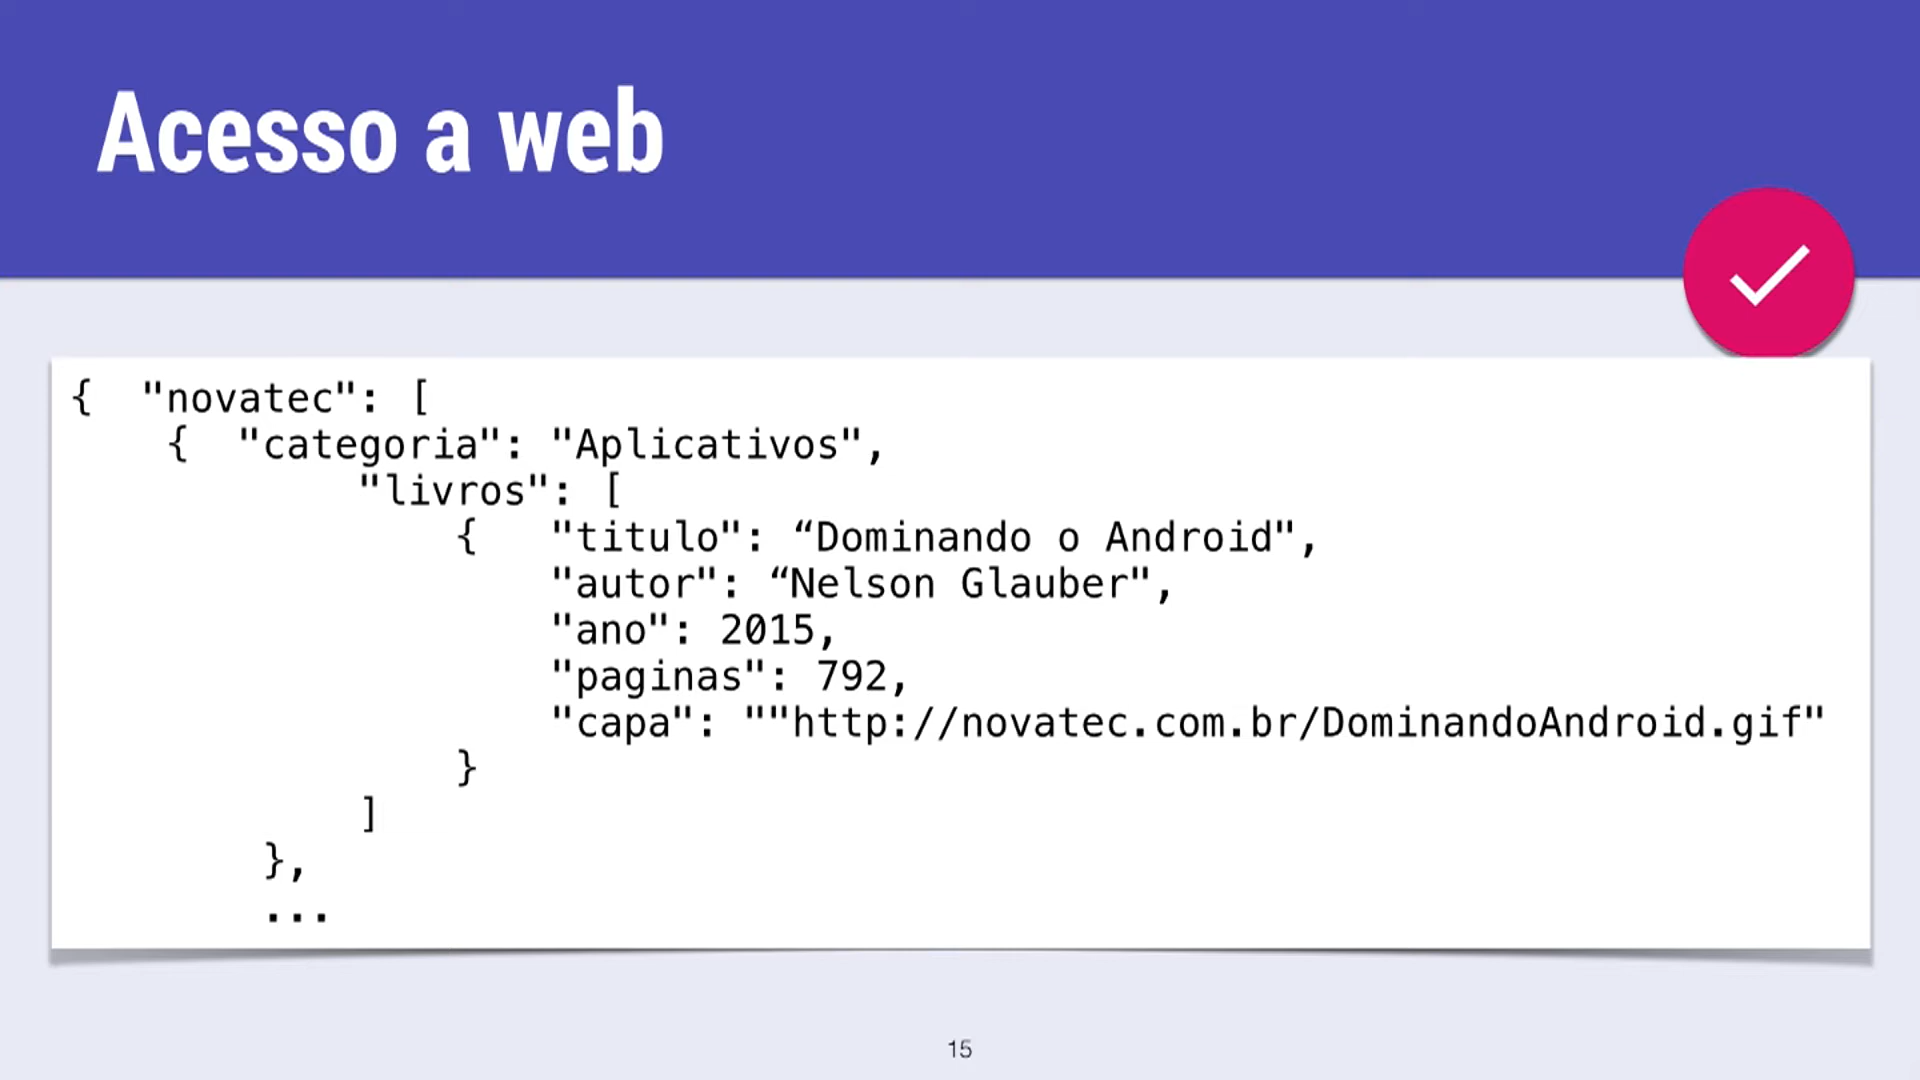 Acesso a web
{  "novatec": [
{  "categoria": "Aplicativos",
"livros": [
{   "titulo": “Dominando o Android",
"autor": “Nelson Glauber",
"ano": 2015,
"paginas": 792,
"capa": ""http://novatec.com.br/DominandoAndroid.gif"
}
]
},
...
15